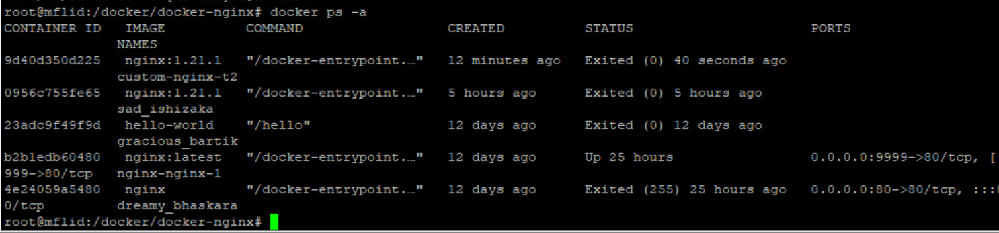 root@mflid:/docker/docker-nginx# docker ps -a
CONTAINER ID   IMAGE          COMMAND                  CREATED          STATUS                       PORTS
               NAMES
9d40d350d225   nginx:1.21.1   "/docker-entrypoint.…"   12 minutes ago   Exited (0) 40 seconds ago
               custom-nginx-t2
0956c755fe65   nginx:1.21.1   "/docker-entrypoint.…"   5 hours ago      Exited (0) 5 hours ago
               sad_ishizaka
23adc9f49f9d   hello-world    "/hello"                 12 days ago      Exited (0) 12 days ago
               gracious_bartik
b2b1edb60480   nginx:latest   "/docker-entrypoint.…"   12 days ago      Up 25 hours                  0.0.0.0:9999->80/tcp, [
999->80/tcp    nginx-nginx-1
4e24059a5480   nginx          "/docker-entrypoint.…"   12 days ago      Exited (255) 25 hours ago    0.0.0.0:80->80/tcp, :::
0/tcp          dreamy_bhaskara
root@mflid:/docker/docker-nginx#